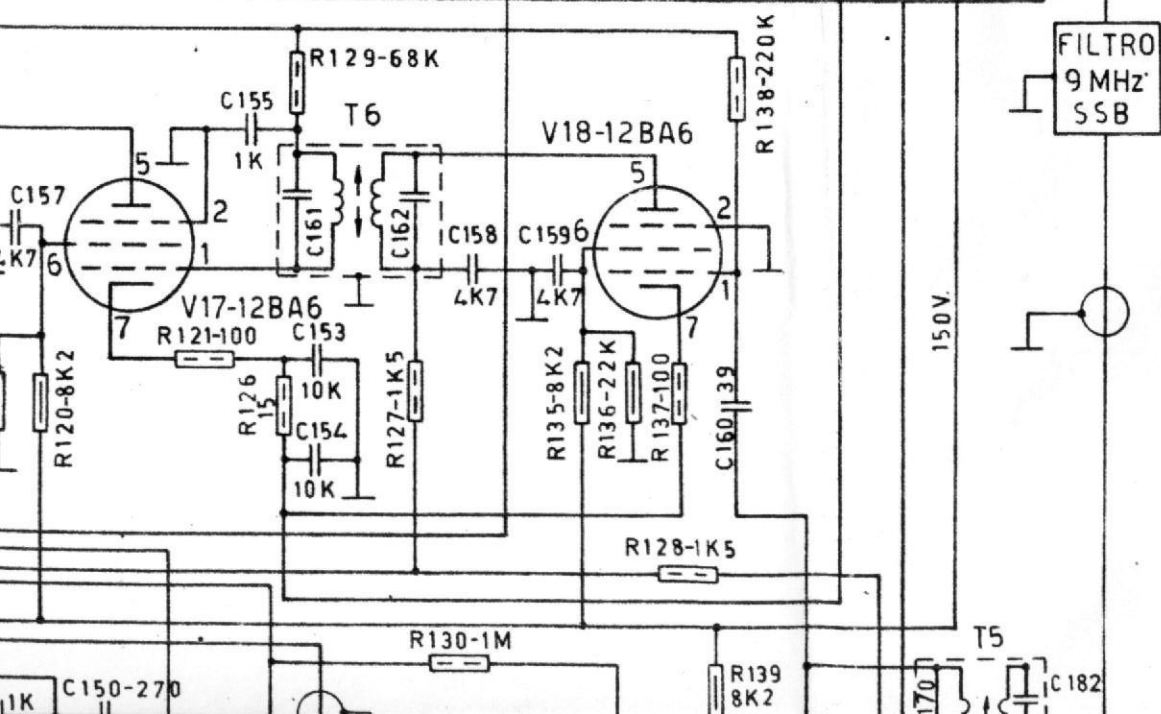 R129-68K
R138-220K
FILTRO
9 MHz
SSB
C155
1K
T6
V18-12BA6
5
5
C157
4K7
2
2
6
1
C161
C162
C158
4K7
C159
4K7
6
1
7
V17-12BA6
7
R121-100
C153
10K
R120-8K2
R126
15
C154
10K
R127-1K5
R135-8K2
R136-22K
R137-100
C160 39
150V.
R128-1K5
R130-1M
T5
R139
8K2
C150-270
1K
170
C182